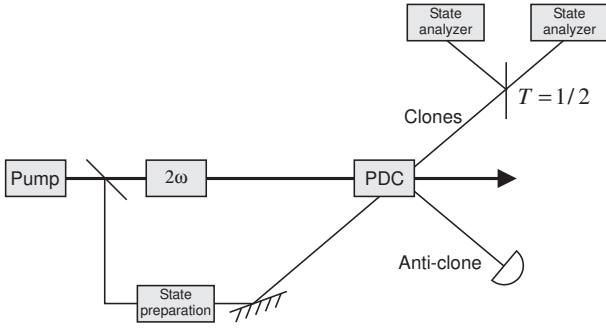 State
analyzer
State
analyzer
T = 1/2
Clones
Pump
2ω
PDC
Anti-clone
State
preparation